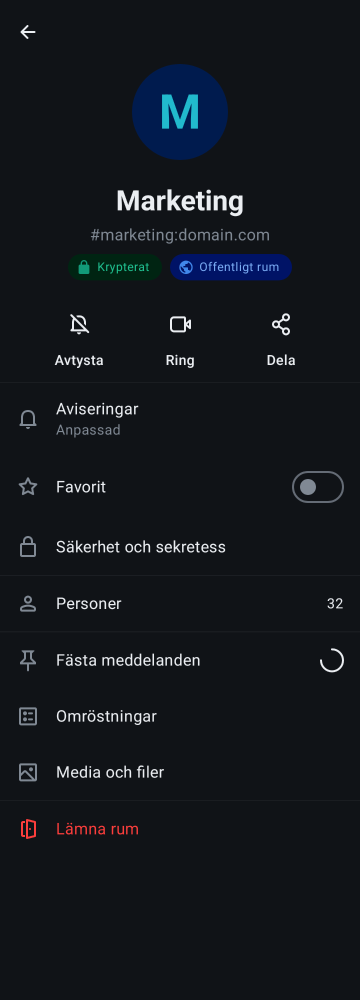 M
Marketing
#marketing:domain.com
Krypterat
Offentligt rum
Avtysta
Ring
Dela
Aviseringar
Anpassad
Favorit
Säkerhet och sekretess
Personer
32
Fästa meddelanden
Omröstningar
Media och filer
Lämna rum